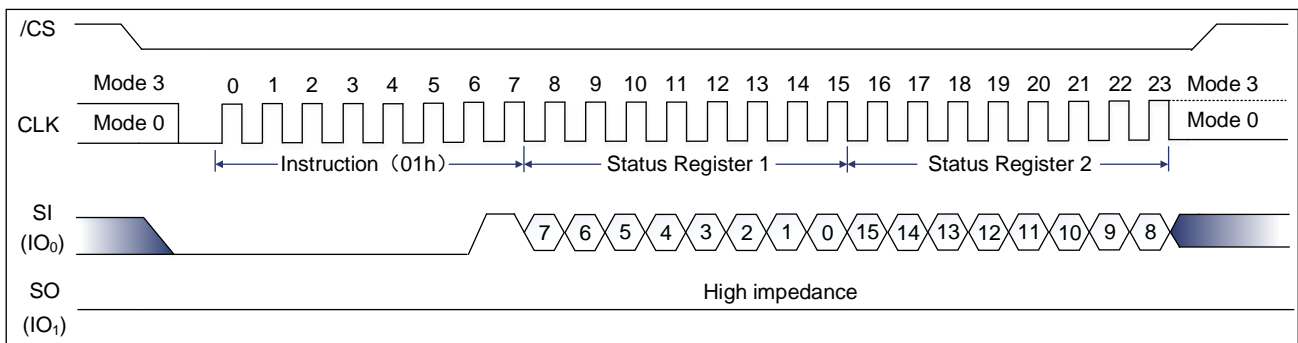 /CS
Mode 3 0 1 2 3 4 5 6 7 8 9 10 11 12 13 14 15 16 17 18 19 20 21 22 23 Mode 3
CLK Mode 0 Mode 0
Instruction（01h） Status Register 1 Status Register 2
SI
(IO₀) 7 6 5 4 3 2 1 0 15 14 13 12 11 10 9 8
SO High impedance
(IO₁)